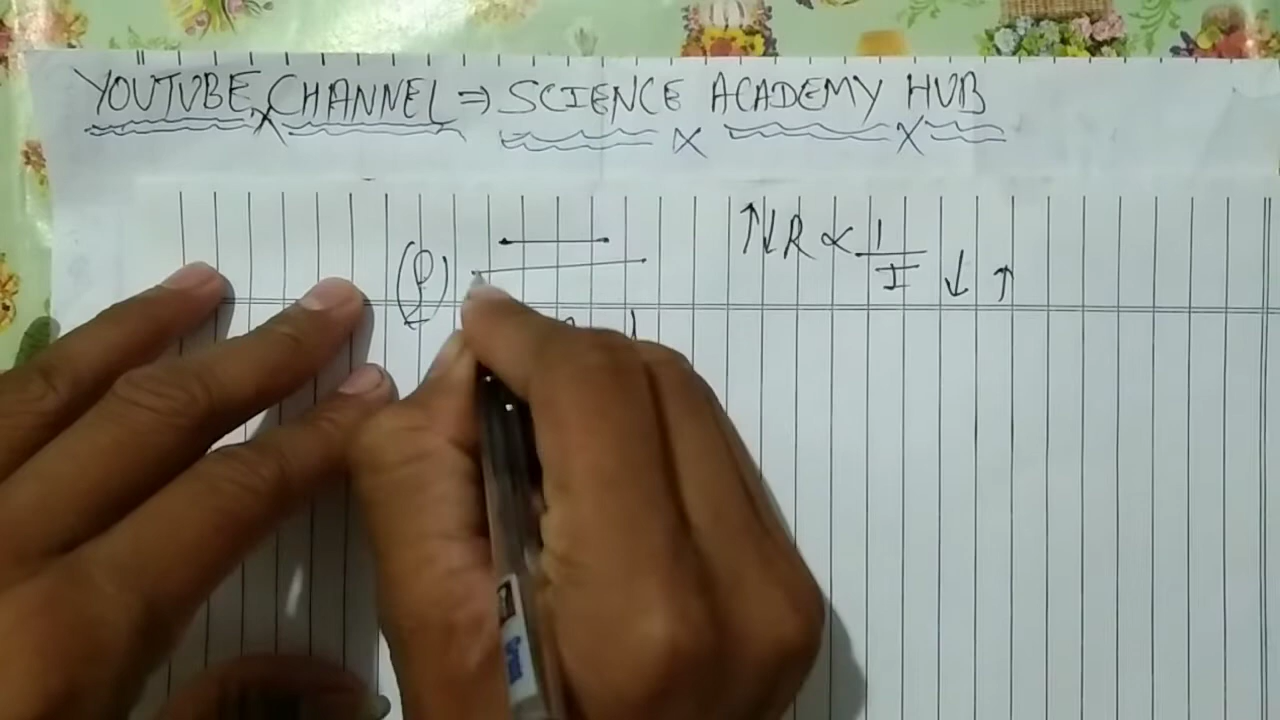 YOUTUBE CHANNEL ⇒ SCIENCE ACADEMY HUB
(l) ↑↓ R ∝ 1/I ↓ ↑